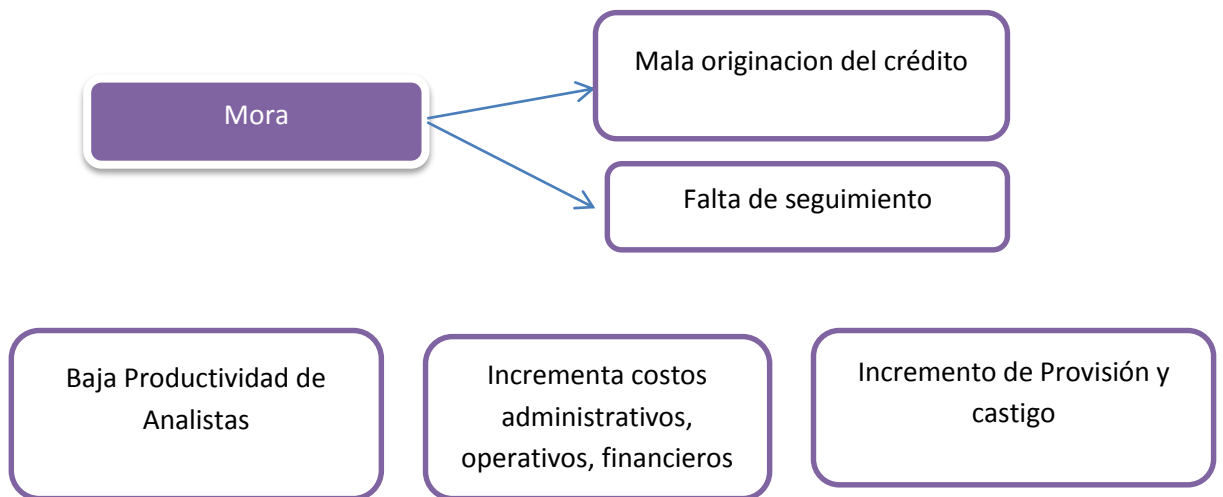 Mora
Mala originacion del crédito
Falta de seguimiento
Baja Productividad de
Analistas
Incrementa costos
administrativos,
operativos, financieros
Incremento de Provisión y
castigo